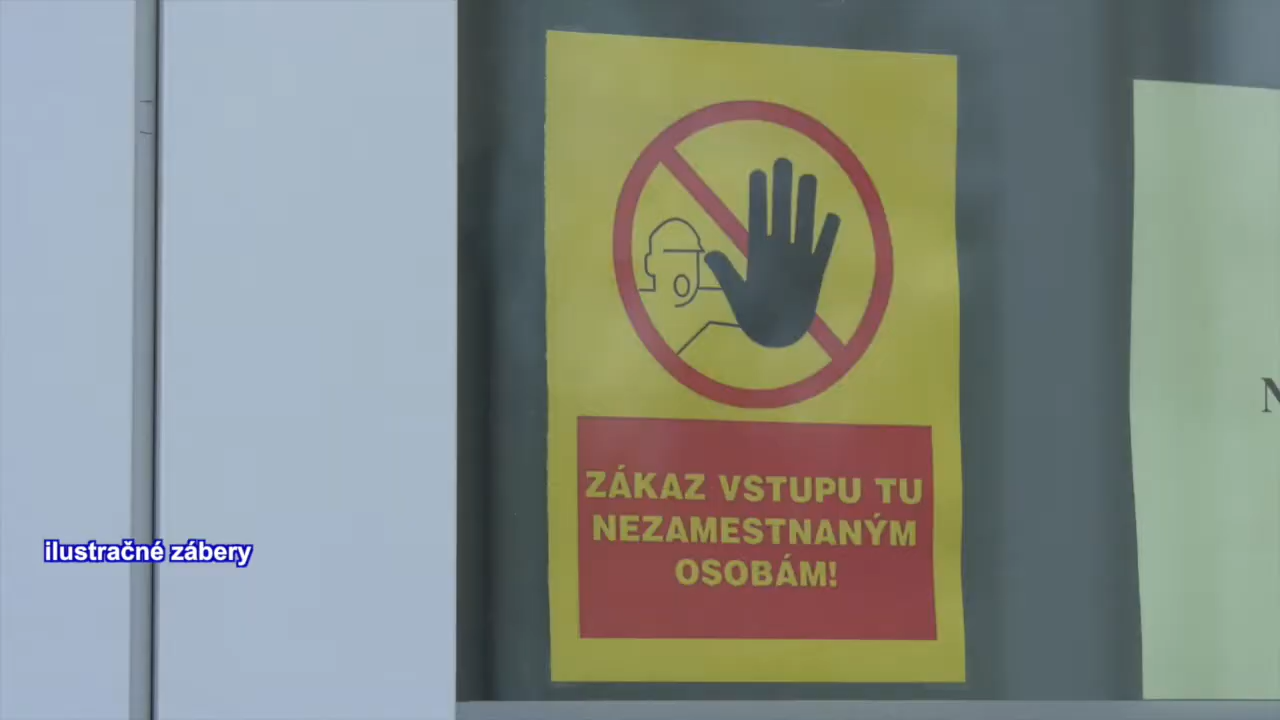 ZÁKAZ VSTUPU TU
NEZAMESTNANÝM
OSOBÁM!
N
ilustračné zábery